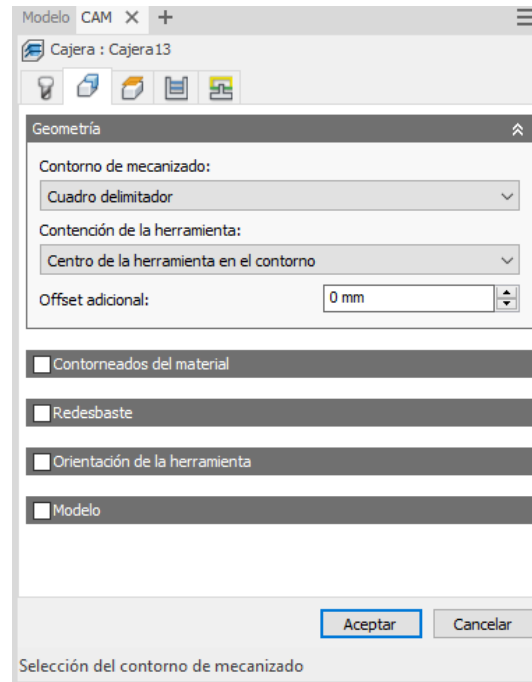 Modelo CAM
Cajera : Cajera13
Geometría
Contorno de mecanizado:
Cuadro delimitador
Contención de la herramienta:
Centro de la herramienta en el contorno
Offset adicional: 0 mm
Contorneados del material
Redesbaste
Orientación de la herramienta
Modelo
Aceptar Cancelar
Selección del contorno de mecanizado